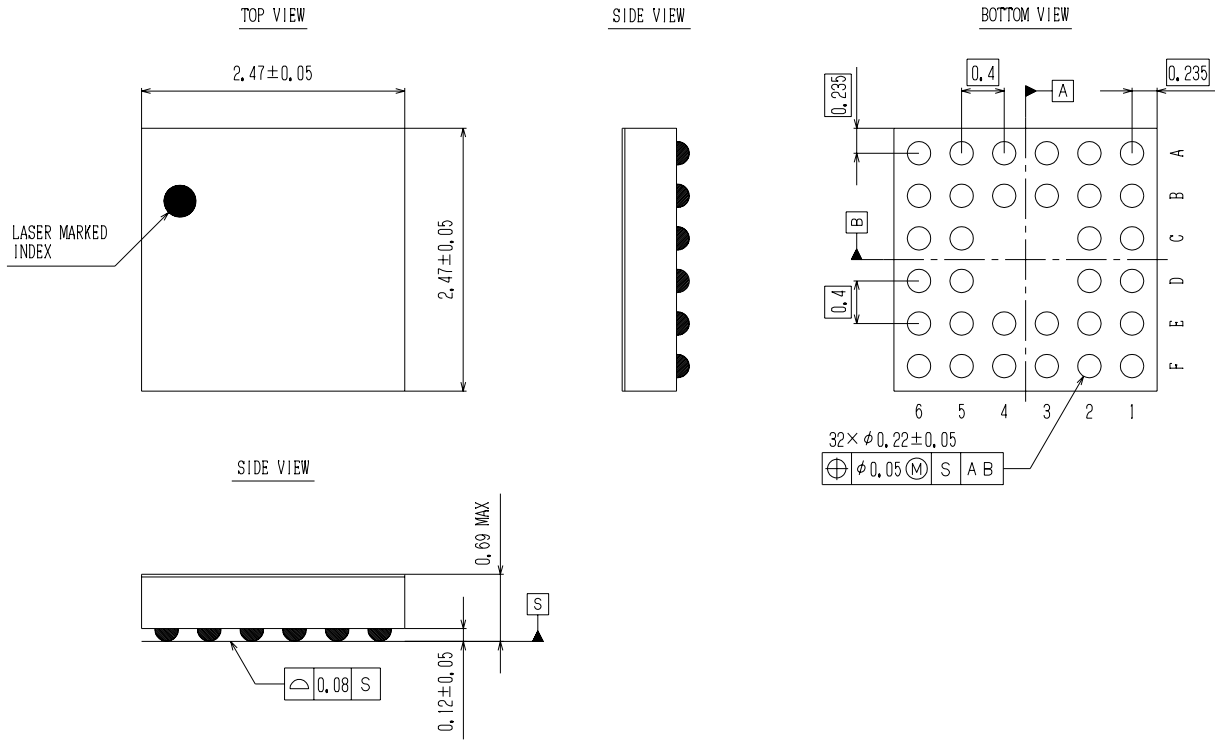 TOP VIEW
2.47±0.05
2.47±0.05
LASER MARKED
INDEX
SIDE VIEW
BOTTOM VIEW
0.235
0.4
A
0.235
A
B
C
D
E
F
B
0.4
6 5 4 3 2 1
32×φ0.22±0.05
⌖ φ0.05 Ⓜ S A B
SIDE VIEW
0.69 MAX
S
0.12±0.05
⌓ 0.08 S